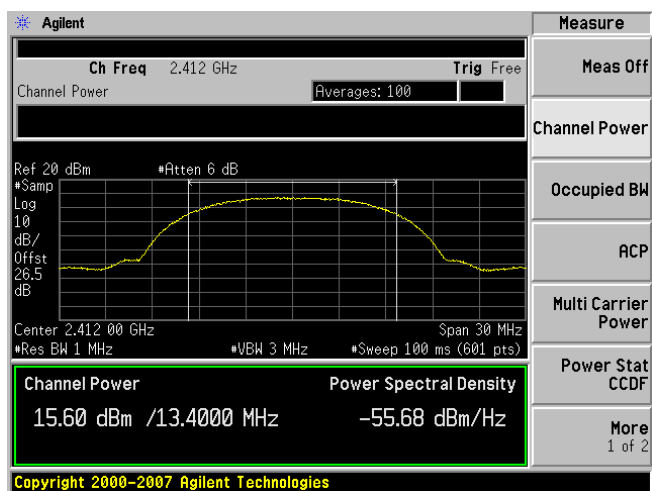 Agilent
Measure
Ch Freq 2.412 GHz Trig Free
Channel Power Averages: 100
Ref 20 dBm #Atten 6 dB
#Samp
Log
10
dB/
Offst
26.5
dB
Center 2.412 00 GHz Span 30 MHz
#Res BW 1 MHz #VBW 3 MHz #Sweep 100 ms (601 pts)
Channel Power Power Spectral Density
15.60 dBm /13.4000 MHz -55.68 dBm/Hz
Copyright 2000-2007 Agilent Technologies
Meas Off
Channel Power
Occupied BW
ACP
Multi Carrier
Power
Power Stat
CCDF
More
1 of 2